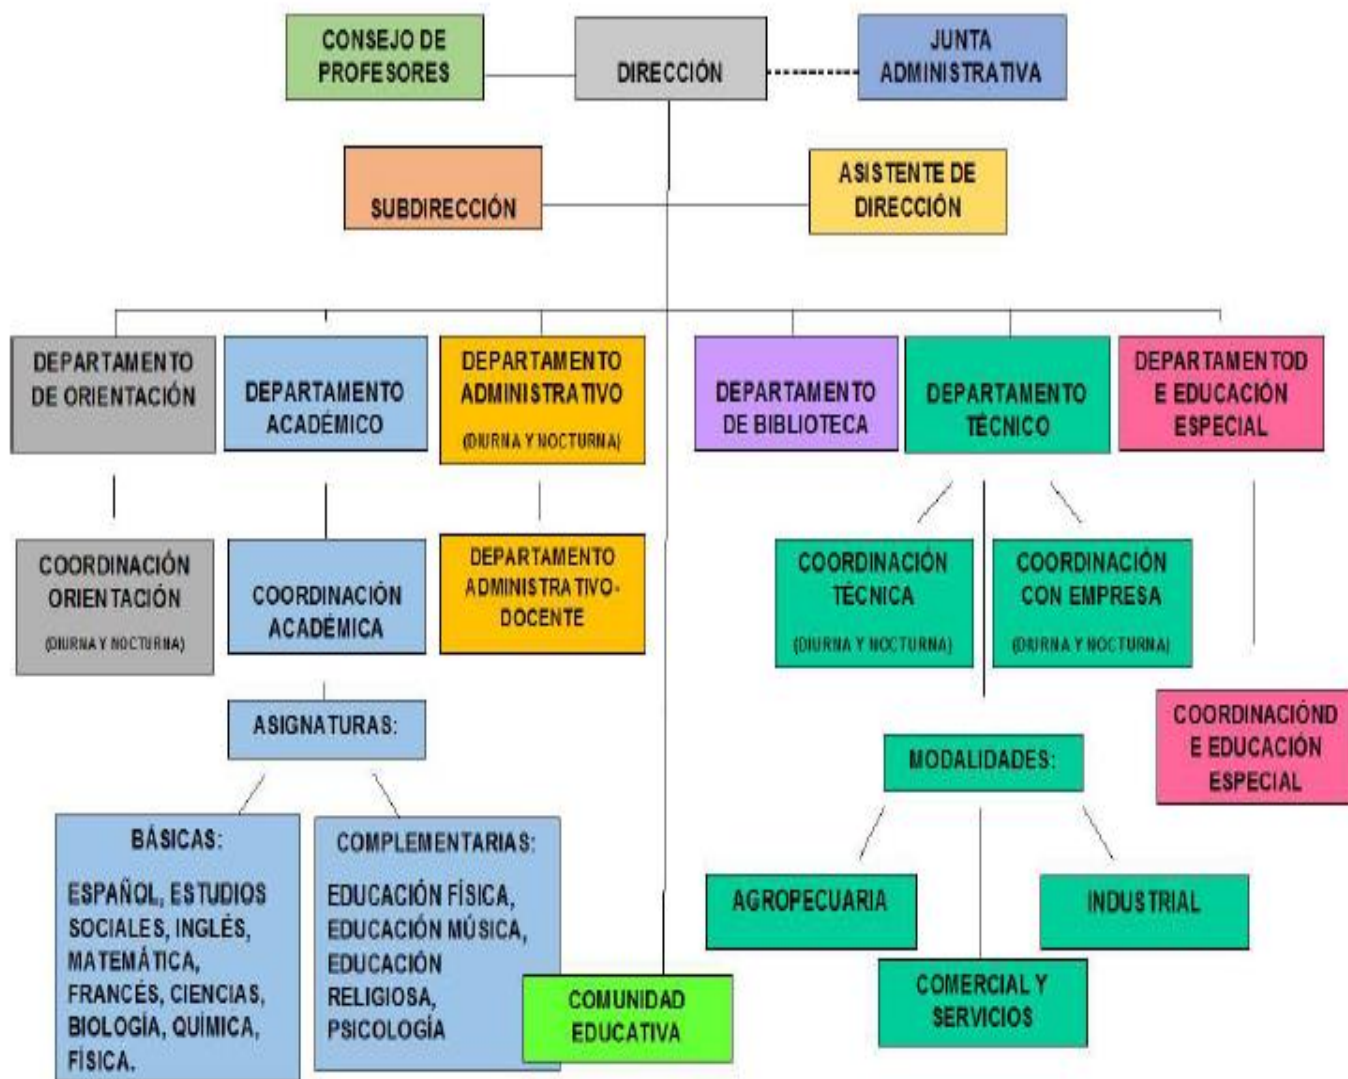 CONSEJO DE
PROFESORES
DIRECCIÓN
JUNTA
ADMINISTRATIVA
SUBDIRECCIÓN
ASISTENTE DE
DIRECCIÓN
DEPARTAMENTO
DE ORIENTACIÓN
DEPARTAMENTO
ACADÉMICO
DEPARTAMENTO
ADMINISTRATIVO
(DIURNA Y NOCTURNA)
DEPARTAMENTO
DE BIBLIOTECA
DEPARTAMENTO
TÉCNICO
DEPARTAMENTOD
E EDUCACIÓN
ESPECIAL
COORDINACIÓN
ORIENTACIÓN
(DIURNA Y NOCTURNA)
COORDINACIÓN
ACADÉMICA
DEPARTAMENTO
ADMINISTRATIVO-
DOCENTE
COORDINACIÓN
TÉCNICA
(DIURNA Y NOCTURNA)
COORDINACIÓN
CON EMPRESA
(DIURNA Y NOCTURNA)
COORDINACIÓND
E EDUCACIÓN
ESPECIAL
ASIGNATURAS:
MODALIDADES:
BÁSICAS:
ESPAÑOL, ESTUDIOS
SOCIALES, INGLÉS,
MATEMÁTICA,
FRANCÉS, CIENCIAS,
BIOLOGÍA, QUÍMICA,
FÍSICA.
COMPLEMENTARIAS:
EDUCACIÓN FÍSICA,
EDUCACIÓN MÚSICA,
EDUCACIÓN
RELIGIOSA,
PSICOLOGÍA
AGROPECUARIA
INDUSTRIAL
COMERCIAL Y
SERVICIOS
COMUNIDAD
EDUCATIVA